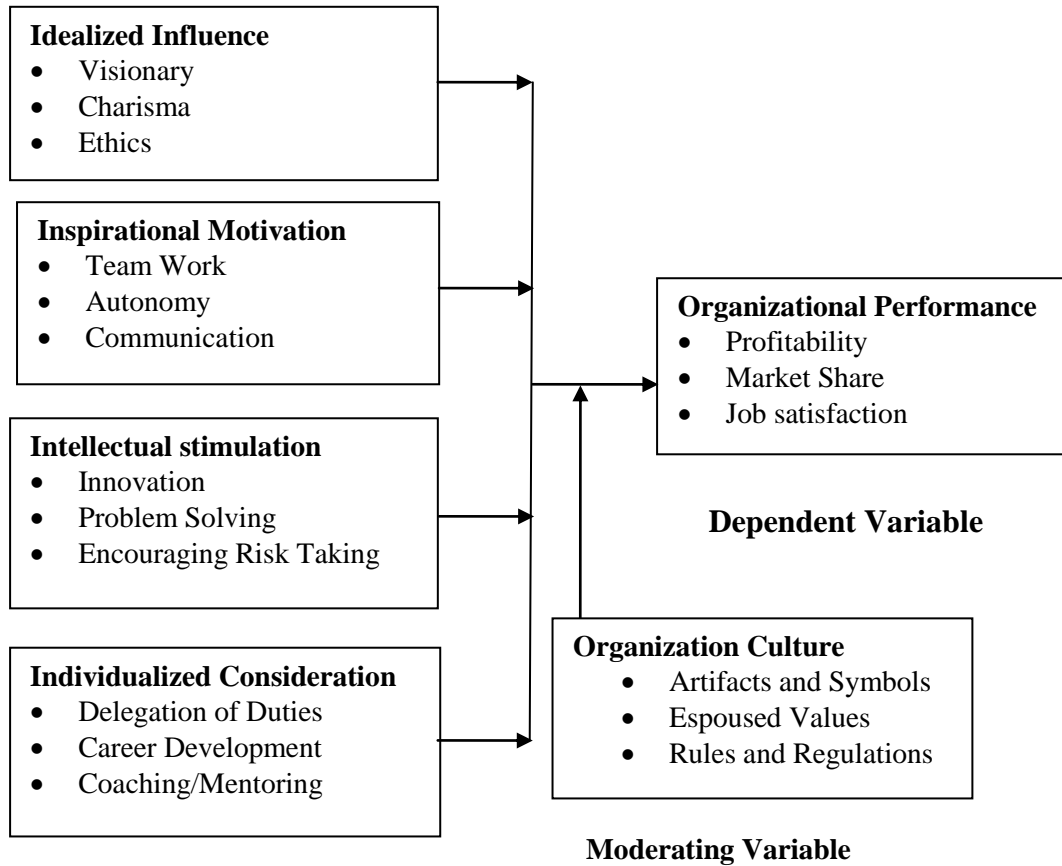 Idealized Influence
• Visionary
• Charisma
• Ethics
Inspirational Motivation
• Team Work
• Autonomy
• Communication
Intellectual stimulation
• Innovation
• Problem Solving
• Encouraging Risk Taking
Individualized Consideration
• Delegation of Duties
• Career Development
• Coaching/Mentoring
Organizational Performance
• Profitability
• Market Share
• Job satisfaction
Dependent Variable
Organization Culture
• Artifacts and Symbols
• Espoused Values
• Rules and Regulations
Moderating Variable